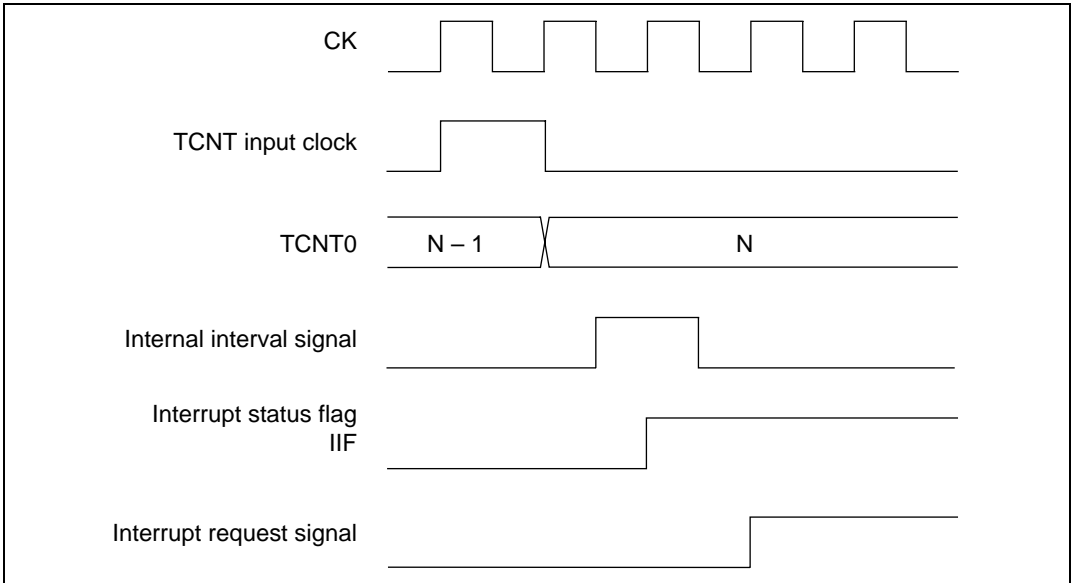 CK
TCNT input clock
TCNT0
N – 1
N
Internal interval signal
Interrupt status flag
IIF
Interrupt request signal